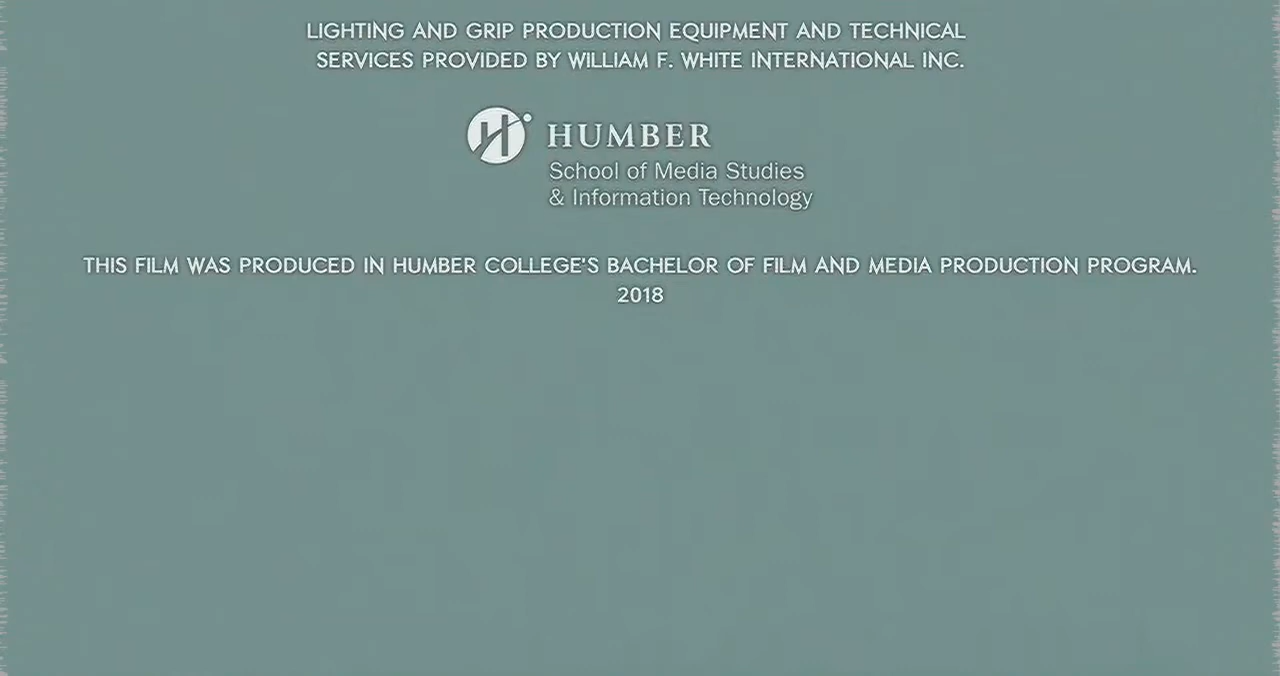 LIGHTING AND GRIP PRODUCTION EQUIPMENT AND TECHNICAL
SERVICES PROVIDED BY WILLIAM F. WHITE INTERNATIONAL INC.
H HUMBER
School of Media Studies
& Information Technology
THIS FILM WAS PRODUCED IN HUMBER COLLEGE'S BACHELOR OF FILM AND MEDIA PRODUCTION PROGRAM.
2018